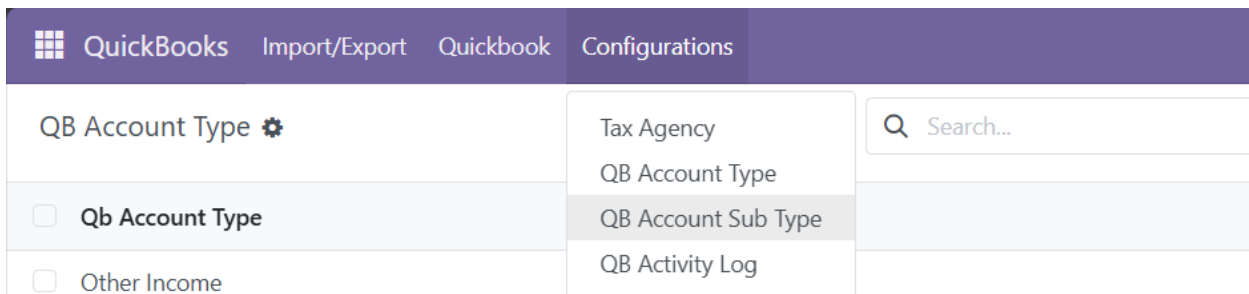 QuickBooks Import/Export Quickbook Configurations
QB Account Type
Search...
Tax Agency
QB Account Type
QB Account Sub Type
QB Activity Log
Qb Account Type
Other Income